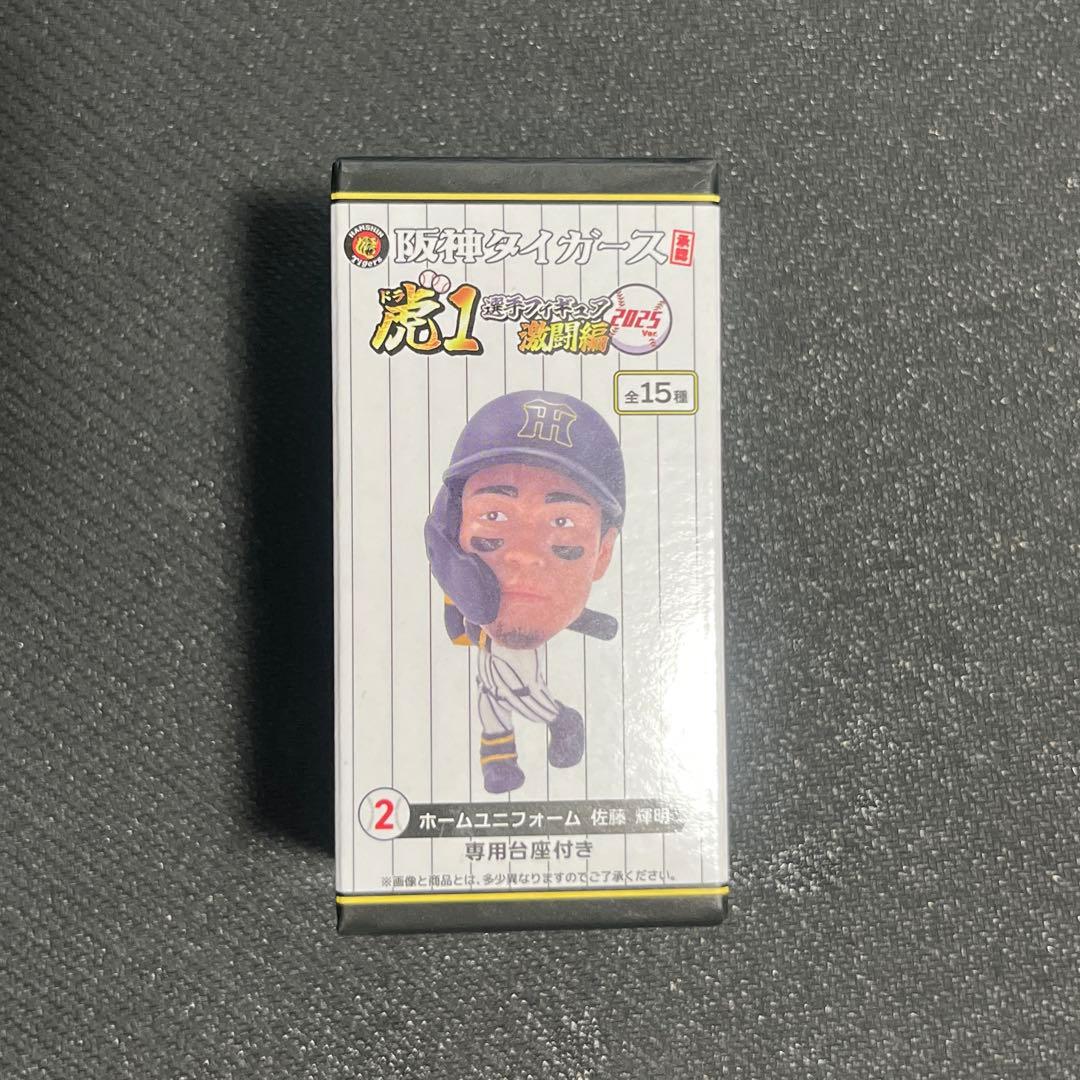 HANSHIN
Tigers
阪神タイガース
承認
ドラ
虎1
選手フィギュア
激闘編
2025
Ver.
全15種
2
ホームユニフォーム 佐藤 輝明
専用台座付き
※画像と商品とは、多少異なりますのでご了承ください。